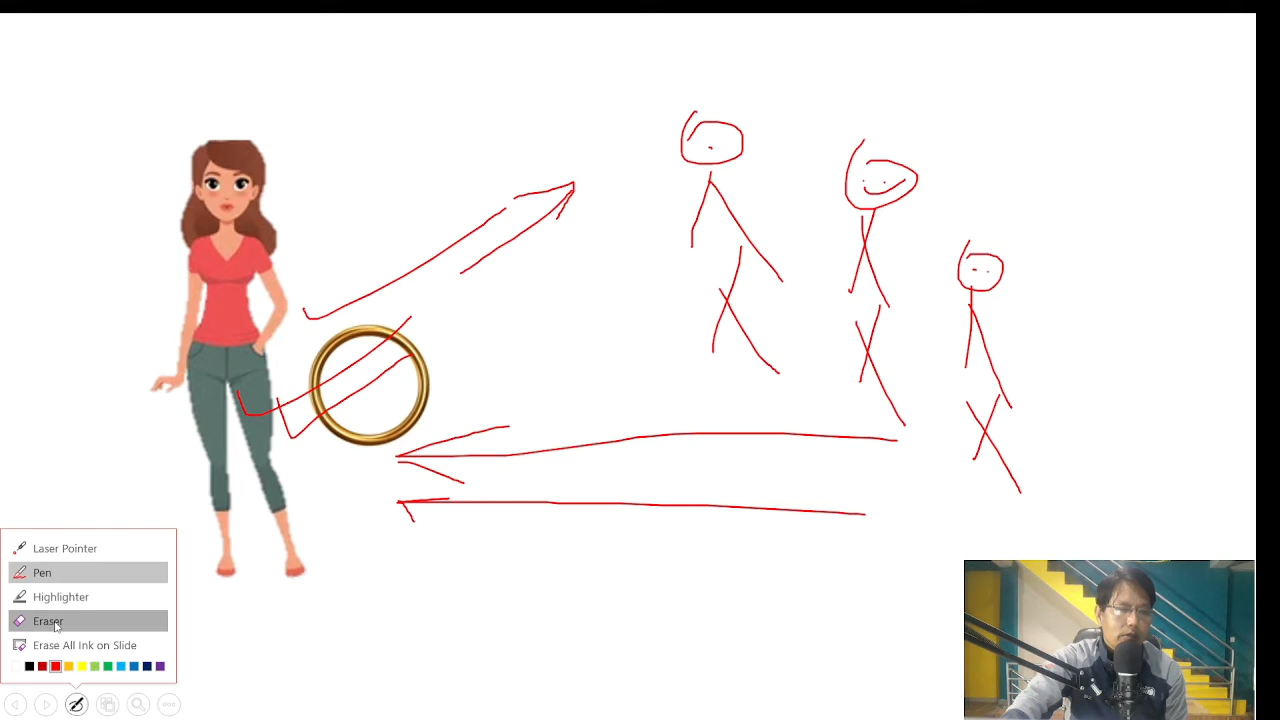 Laser Pointer
Pen
Highlighter
Eraser
Erase All Ink on Slide